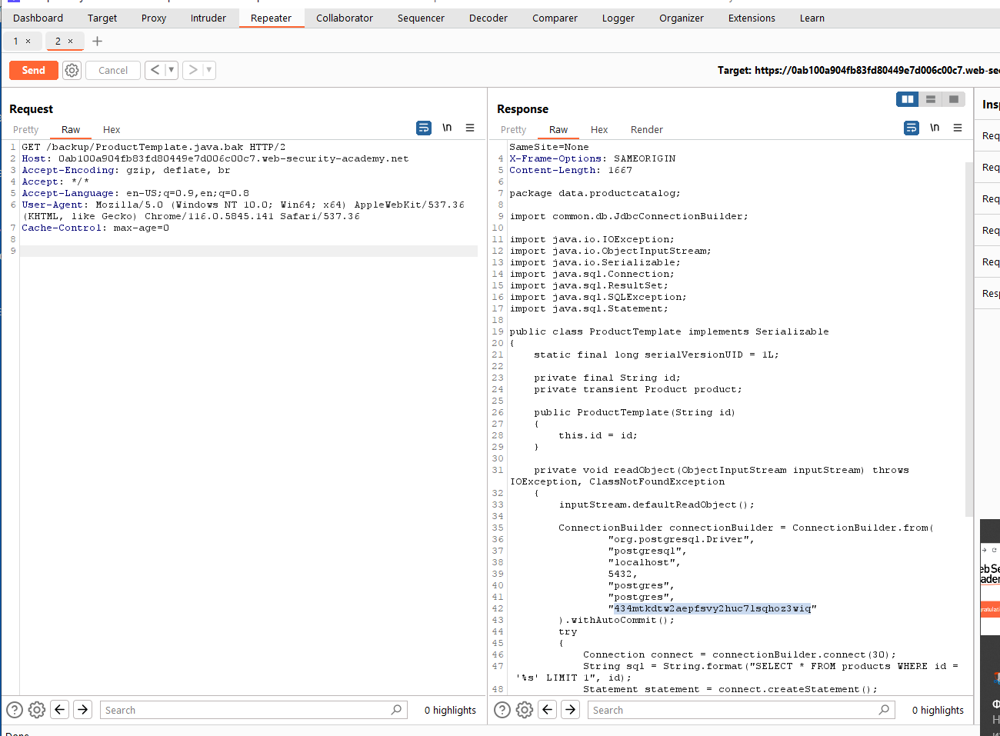 Dashboard Target Proxy Intruder Repeater Collaborator Sequencer Decoder Comparer Logger Organizer Extensions Learn
1 × 2 × +
Send Cancel < > Target: https://0ab100a904fb83fd80449e7d006c00c7.web-sec
Request
Pretty Raw Hex \n
1 GET /backup/ProductTemplate.java.bak HTTP/2
2 Host: 0ab100a904fb83fd80449e7d006c00c7.web-security-academy.net
3 Accept-Encoding: gzip, deflate, br
4 Accept: */*
5 Accept-Language: en-US;q=0.9,en;q=0.8
6 User-Agent: Mozilla/5.0 (Windows NT 10.0; Win64; x64) AppleWebKit/537.36
(KHTML, like Gecko) Chrome/116.0.5845.141 Safari/537.36
7 Cache-Control: max-age=0
8
9
Search 0 highlights
Response
Pretty Raw Hex Render \n
SameSite=None
4 X-Frame-Options: SAMEORIGIN
5 Content-Length: 1667
6
7 package data.productcatalog;
8
9 import common.db.JdbcConnectionBuilder;
10
11 import java.io.IOException;
12 import java.io.ObjectInputStream;
13 import java.io.Serializable;
14 import java.sql.Connection;
15 import java.sql.ResultSet;
16 import java.sql.SQLException;
17 import java.sql.Statement;
18
19 public class ProductTemplate implements Serializable
20 {
21 static final long serialVersionUID = 1L;
22
23 private final String id;
24 private transient Product product;
25
26 public ProductTemplate(String id)
27 {
28 this.id = id;
29 }
30
31 private void readObject(ObjectInputStream inputStream) throws
IOException, ClassNotFoundException
32 {
33 inputStream.defaultReadObject();
34
35 ConnectionBuilder connectionBuilder = ConnectionBuilder.from(
36 "org.postgresql.Driver",
37 "postgresql",
38 "localhost",
39 5432,
40 "postgres",
41 "postgres",
42 "434mtkdtw2aepfsvy2huc7lsqhoz3wiq"
43 ).withAutoCommit();
44 try
45 {
46 Connection connect = connectionBuilder.connect(30);
47 String sql = String.format("SELECT * FROM products WHERE id =
'%s' LIMIT 1", id);
48 Statement statement = connect.createStatement();
Search 0 highlights
Insp
Req
Req
Req
Req
Req
Resp